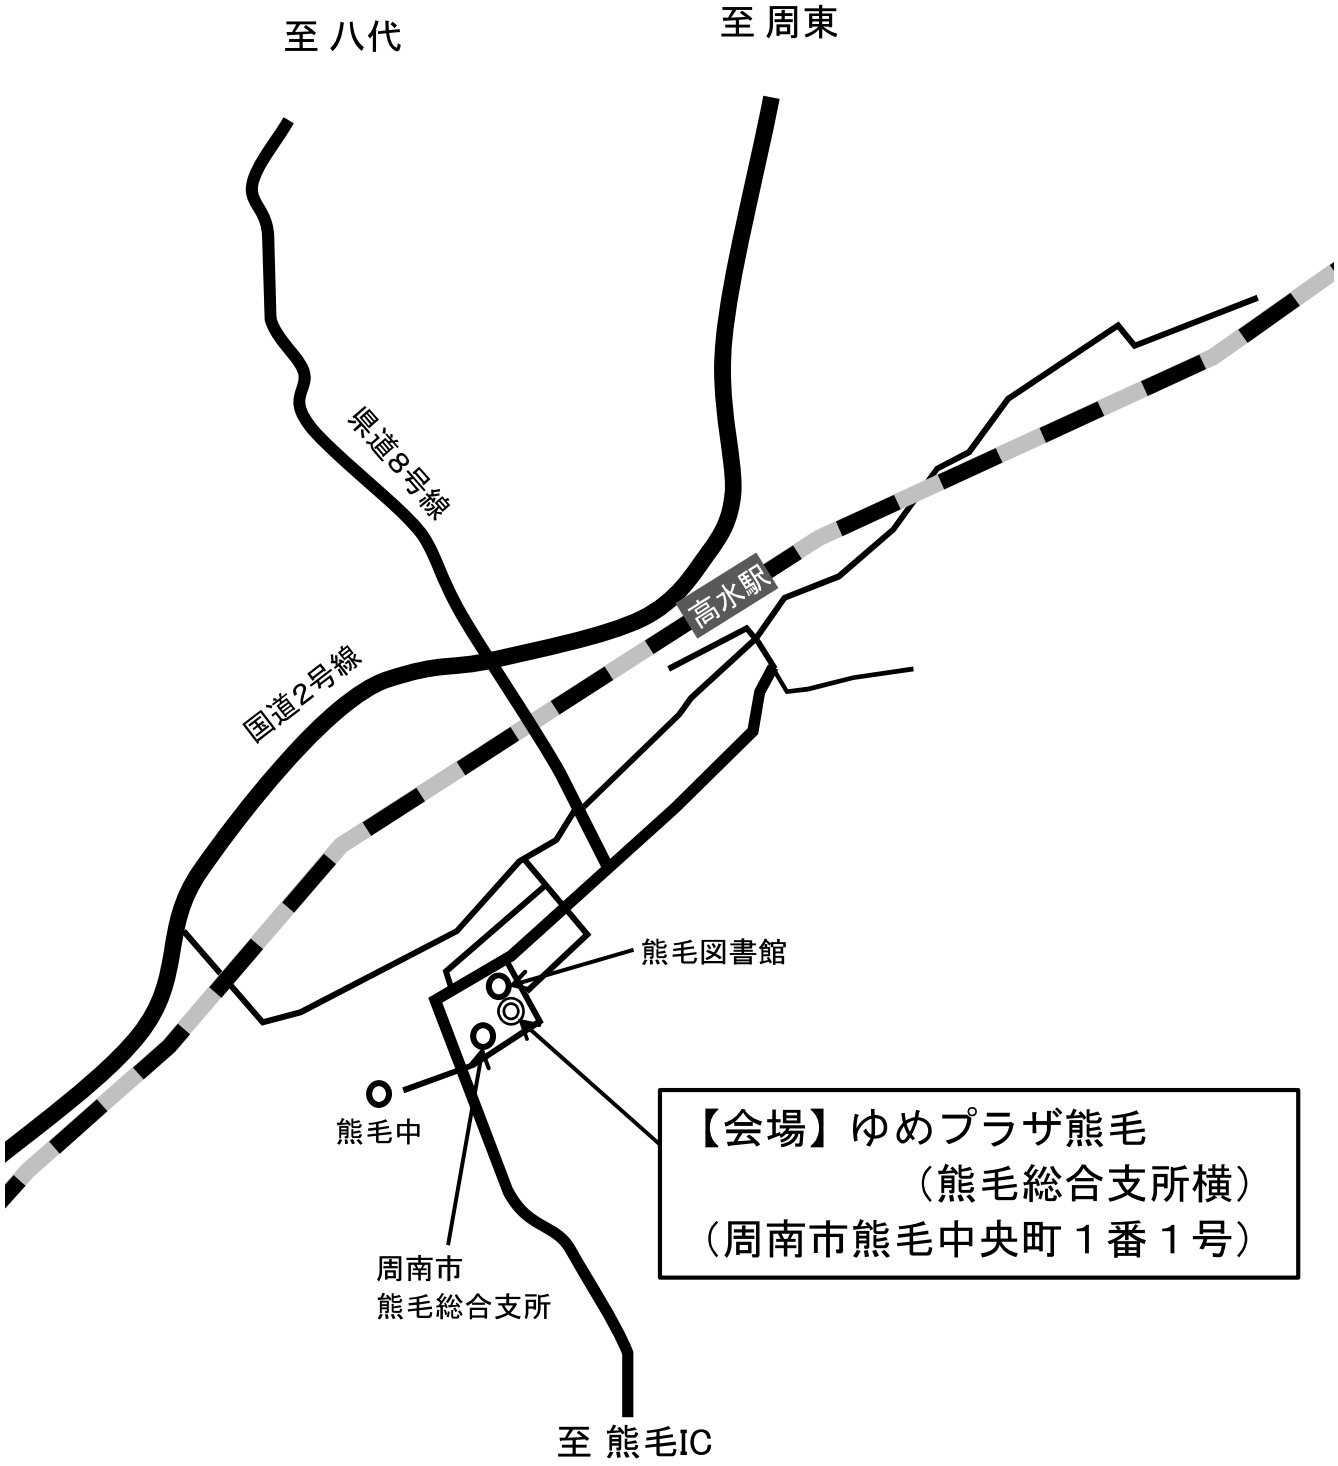 至 八代
至 周東
県道8号線
高水駅
国道2号線
熊毛図書館
熊毛中
【会場】ゆめプラザ熊毛
（熊毛総合支所横）
（周南市熊毛中央町１番１号）
周南市
熊毛総合支所
至 熊毛IC